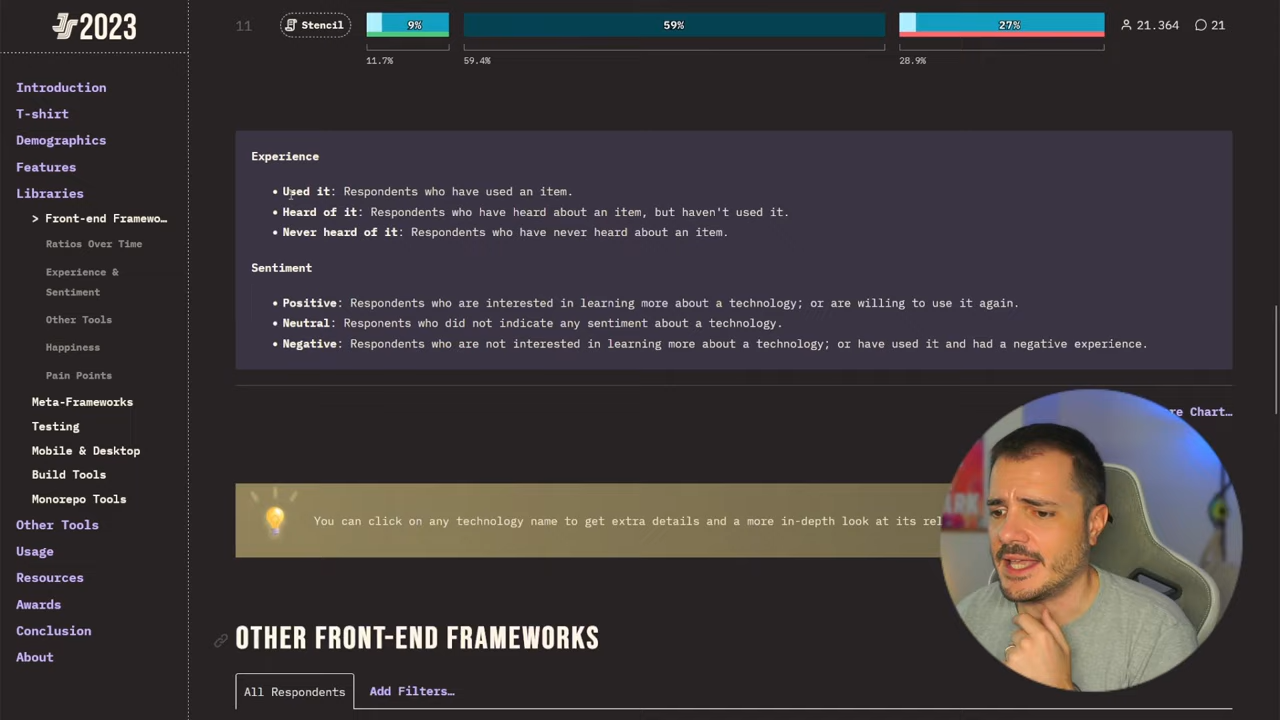 2023
Introduction
T-shirt
Demographics
Features
Libraries
> Front-end Framewo…
Ratios Over Time
Experience &
Sentiment
Other Tools
Happiness
Pain Points
Meta-Frameworks
Testing
Mobile & Desktop
Build Tools
Monorepo Tools
Other Tools
Usage
Resources
Awards
Conclusion
About
11 Stencil 9% 59% 27% 21.364 21
11.7% 59.4% 28.9%
Experience
• Used it: Respondents who have used an item.
• Heard of it: Respondents who have heard about an item, but haven't used it.
• Never heard of it: Respondents who have never heard about an item.
Sentiment
• Positive: Respondents who are interested in learning more about a technology; or are willing to use it again.
• Neutral: Responents who did not indicate any sentiment about a technology.
• Negative: Respondents who are not interested in learning more about a technology; or have used it and had a negative experience.
Chart…
You can click on any technology name to get extra details and a more in-depth look at its
OTHER FRONT-END FRAMEWORKS
All Respondents Add Filters…